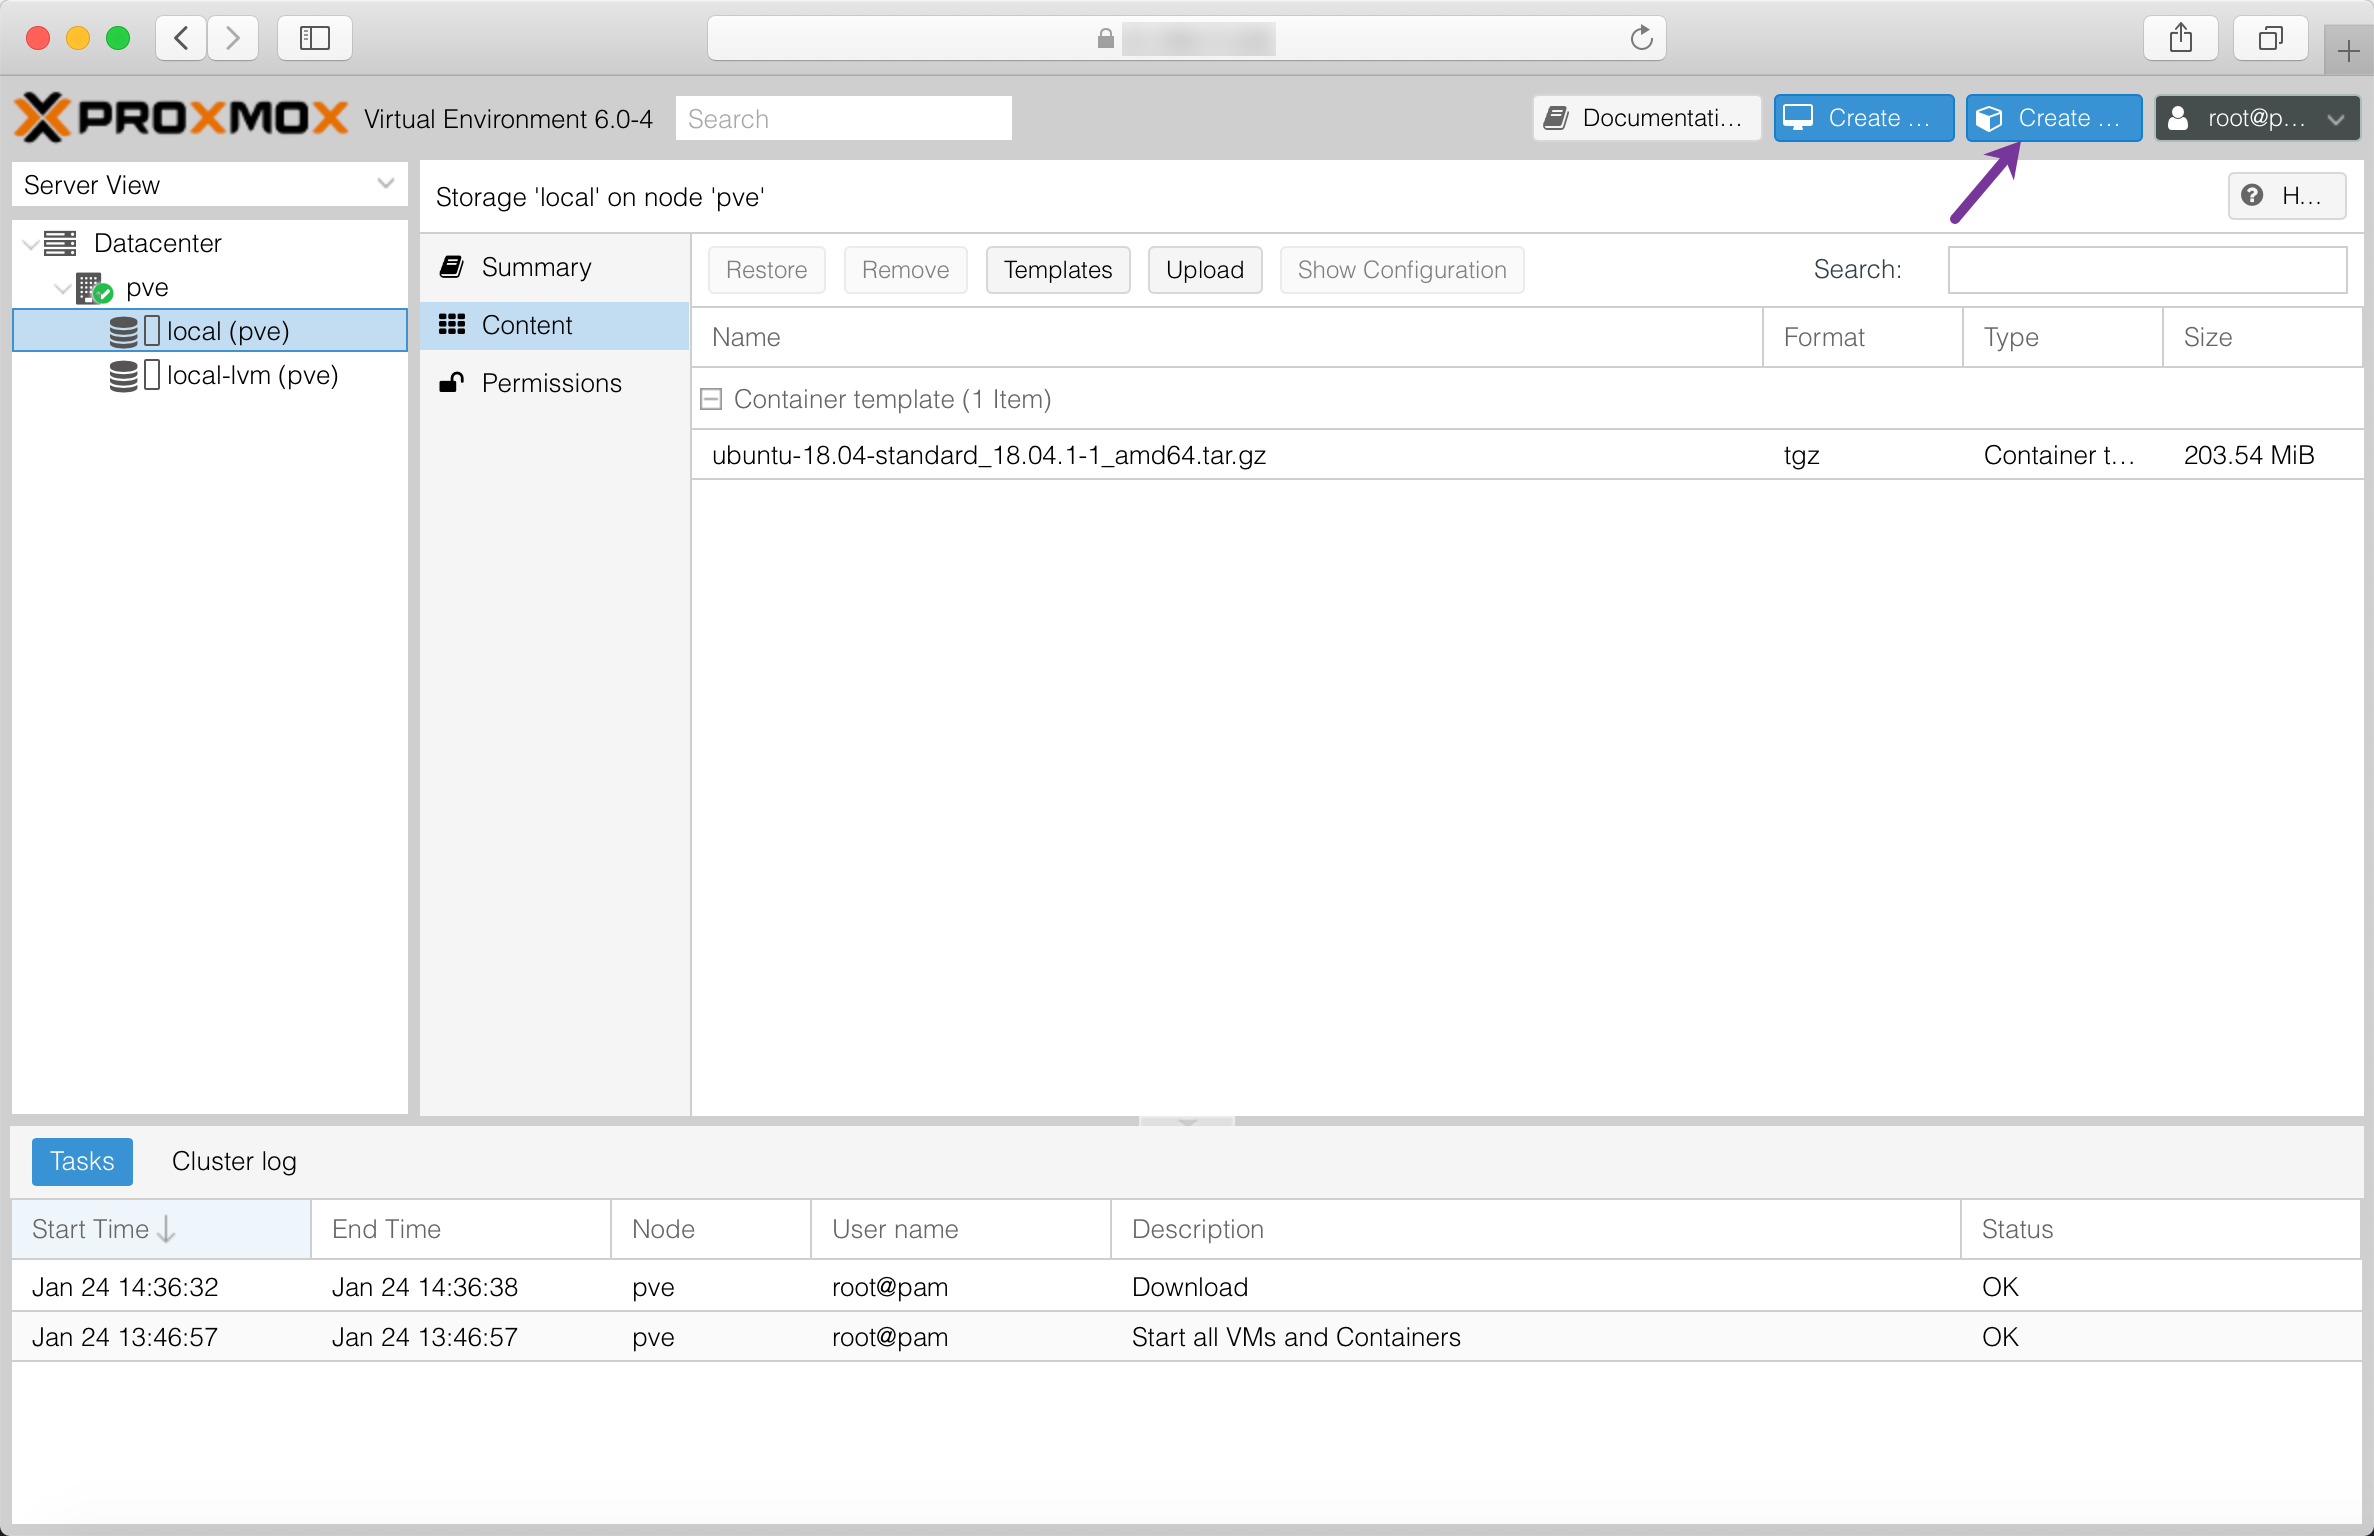 PROXMOX Virtual Environment 6.0-4 Search Documentati... Create ... Create ... root@p...
Server View
Datacenter
pve
local (pve)
local-lvm (pve)
Storage 'local' on node 'pve' H...
Summary
Content
Permissions
Restore Remove Templates Upload Show Configuration Search:
Name Format Type Size
Container template (1 Item)
ubuntu-18.04-standard_18.04.1-1_amd64.tar.gz tgz Container t... 203.54 MiB
Tasks Cluster log
Start Time End Time Node User name Description Status
Jan 24 14:36:32 Jan 24 14:36:38 pve root@pam Download OK
Jan 24 13:46:57 Jan 24 13:46:57 pve root@pam Start all VMs and Containers OK